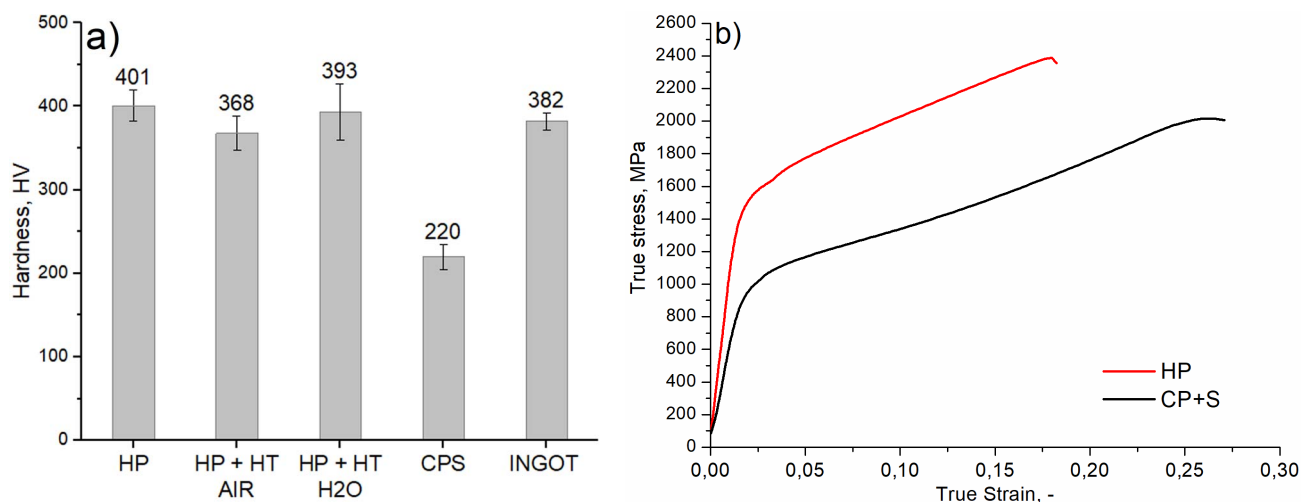 a)
Hardness, HV
500
400
300
200
100
0
401
368
393
220
382
HP
HP + HT
AIR
HP + HT
H2O
CPS
INGOT
b)
True stress, MPa
2600
2400
2200
2000
1800
1600
1400
1200
1000
800
600
400
200
0
HP
CP+S
0,00
0,05
0,10
0,15
0,20
0,25
0,30
True Strain, -